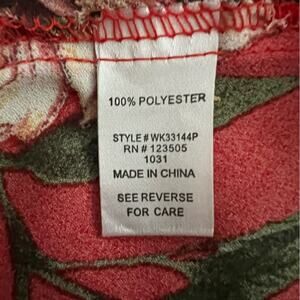 100% POLYESTER
STYLE # WK33144P
RN # 123505
1031
MADE IN CHINA
SEE REVERSE
FOR CARE